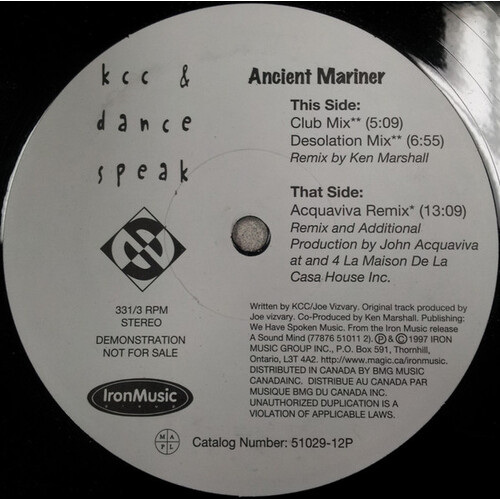 kcc &
dance
speak
Ancient Mariner
This Side:
Club Mix** (5:09)
Desolation Mix** (6:55)
Remix by Ken Marshall
That Side:
Acquaviva Remix* (13:09)
Remix and Additional
Production by John Acquaviva
at and 4 La Maison De La
Casa House Inc.
331/3 RPM
STEREO
DEMONSTRATION
NOT FOR SALE
Written by KCC/Joe Vizvary. Original track produced by
Joe vizvary. Co-Produced by Ken Marshall. Publishing:
We Have Spoken Music. From the Iron Music release
A Sound Mind (77876 51011 2). ℗ & ©1997 IRON
MUSIC GROUP INC., P.O. Box 591, Thornhill,
Ontario, L3T 4A2. http://www.magic.ca/ironmusic.
DISTRIBUTED IN CANADA BY BMG MUSIC
CANADAINC. DISTRIBUE AU CANADA PAR
MUSIQUE BMG DU CANADA INC.
UNAUTHORIZED DUPLICATION IS A
VIOLATION OF APPLICABLE LAWS.
IronMusic
M A
P L
Catalog Number: 51029-12P